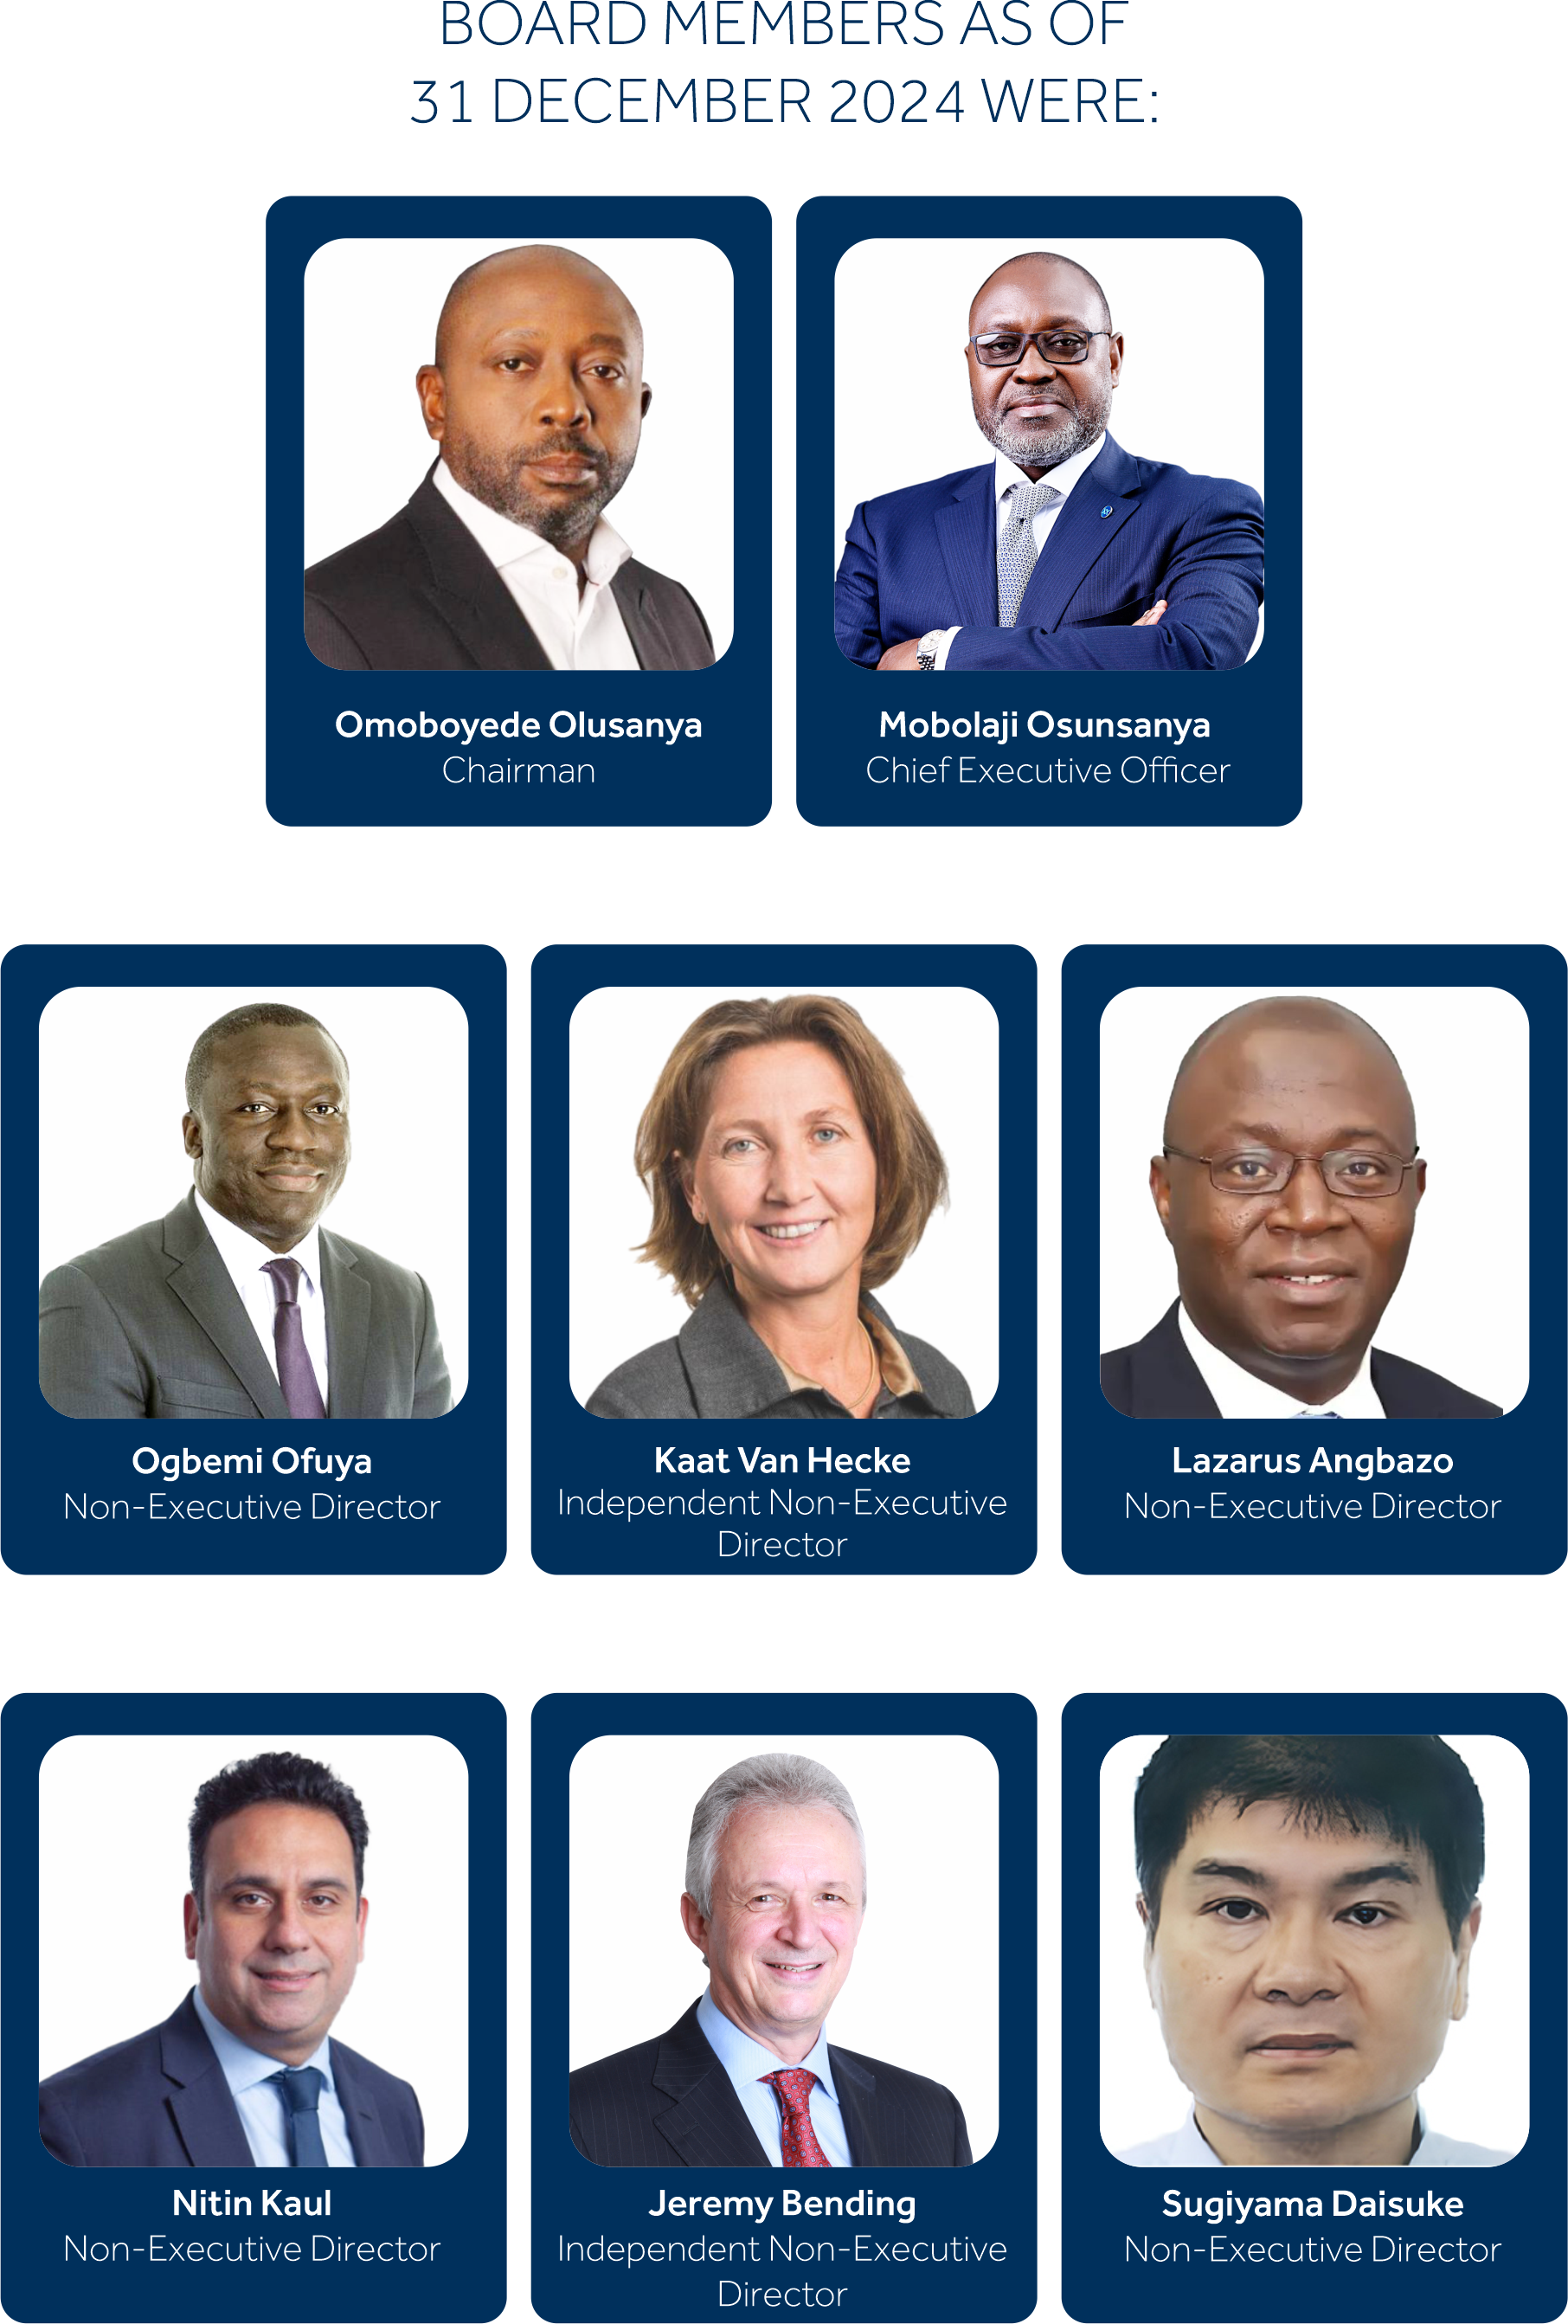 BOARD MEMBERS AS OF
31 DECEMBER 2024 WERE:
Omoboyede Olusanya
Chairman
Mobolaji Osunsanya
Chief Executive Officer
Ogbemi Ofuya
Non-Executive Director
Kaat Van Hecke
Independent Non-Executive
Director
Lazarus Angbazo
Non-Executive Director
Nitin Kaul
Non-Executive Director
Jeremy Bending
Independent Non-Executive
Director
Sugiyama Daisuke
Non-Executive Director